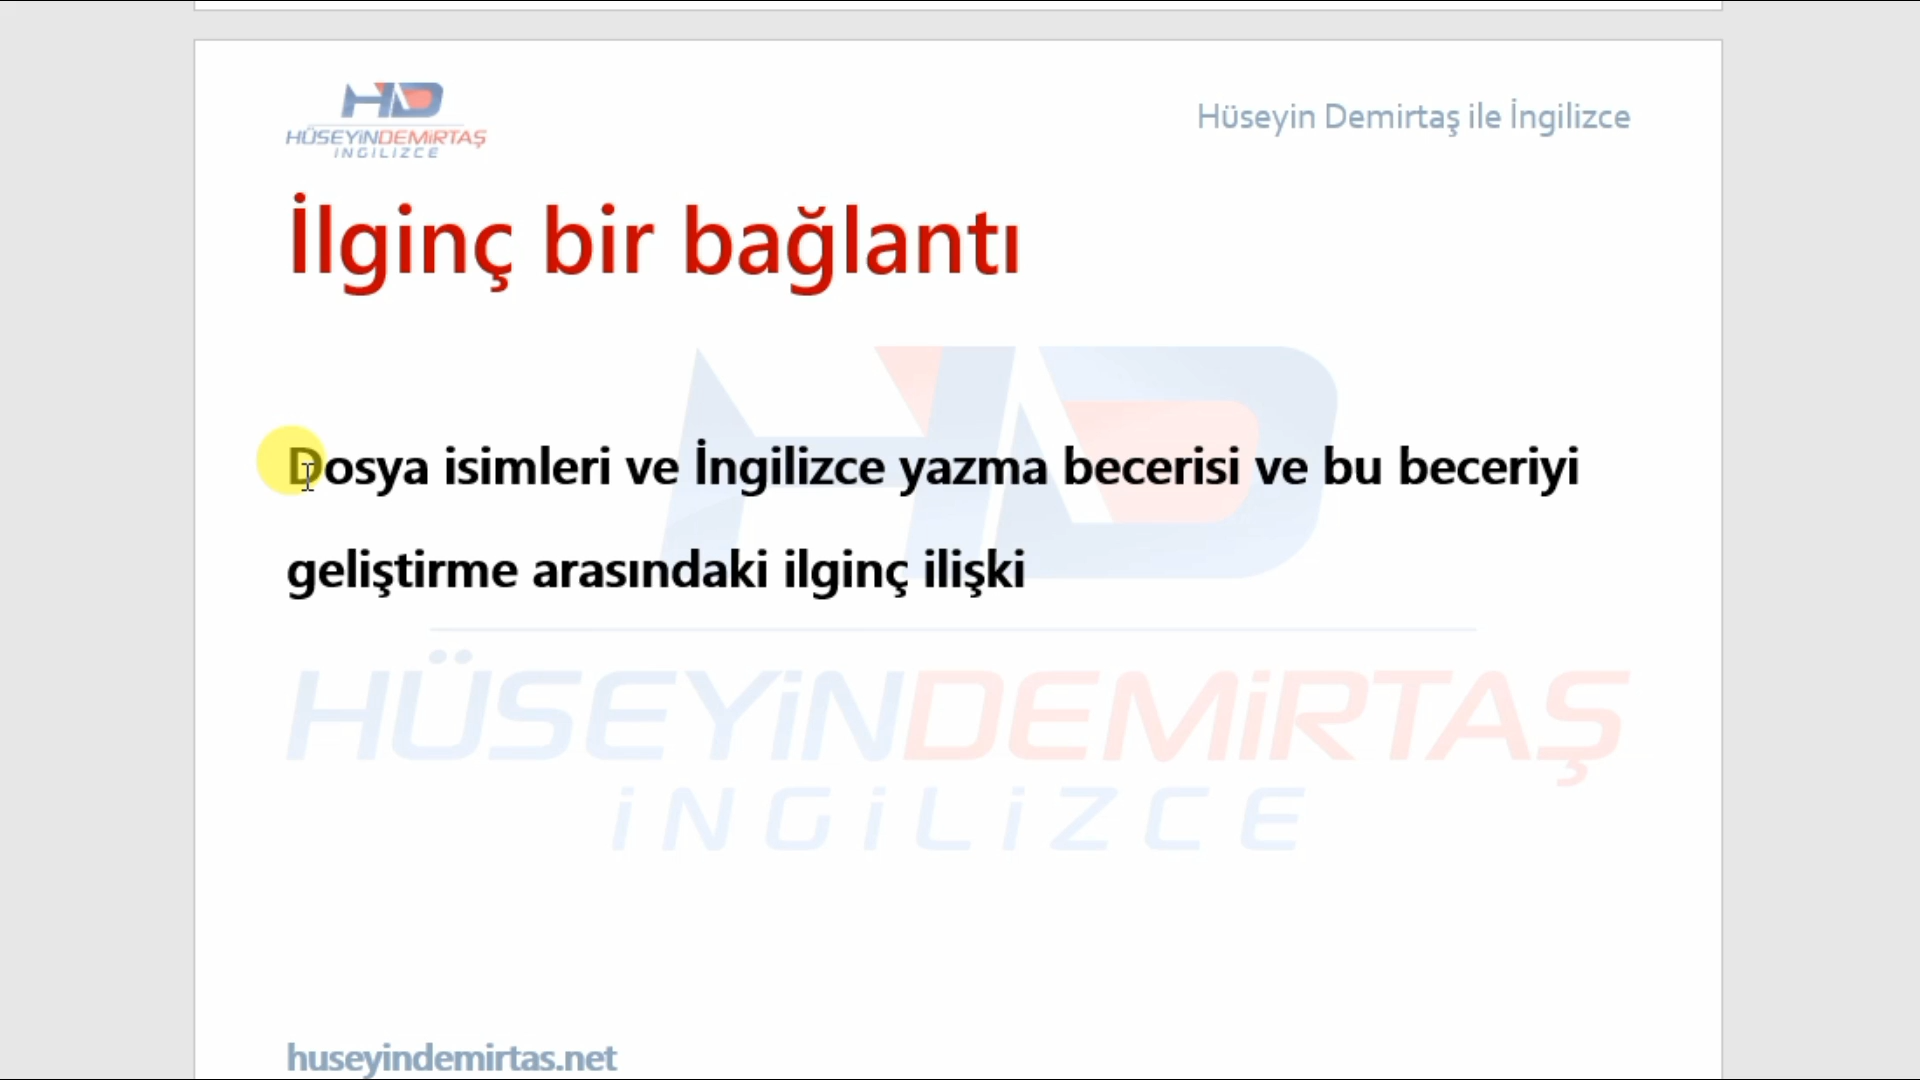 HD
HÜSEYİNDEMİRTAŞ
İNGİLİZCE
Hüseyin Demirtaş ile İngilizce
İlginç bir bağlantı
Dosya isimleri ve İngilizce yazma becerisi ve bu beceriyi
geliştirme arasındaki ilginç ilişki
HD
HÜSEYİNDEMİRTAŞ
İNGİLİZCE
huseyindemirtas.net